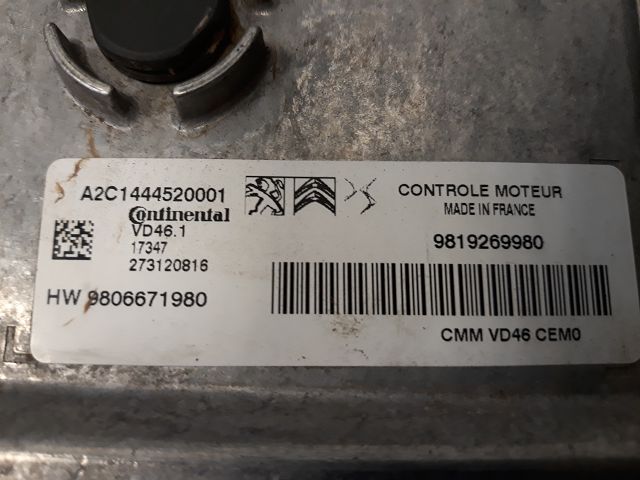 A2C1444520001
Continental
VD46.1
17347
273120816
HW 9806671980
CONTROLE MOTEUR
MADE IN FRANCE
9819269980
CMM VD46 CEM0